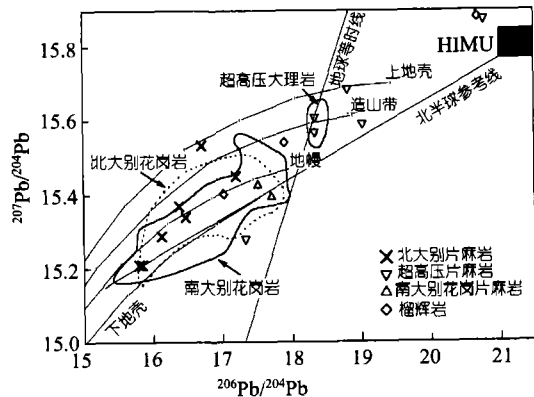 15.8
15.6
15.4
15.2
15.0
²⁰⁷Pb/²⁰⁴Pb
15
16
17
18
19
20
21
²⁰⁶Pb/²⁰⁴Pb
地球等时线
HIMU
上地壳
超高压大理岩
造山带
北半球参考线
北大别花岗岩
地幔
南大别花岗岩
下地壳
北大别片麻岩
超高压片麻岩
南大别花岗片麻岩
榴辉岩